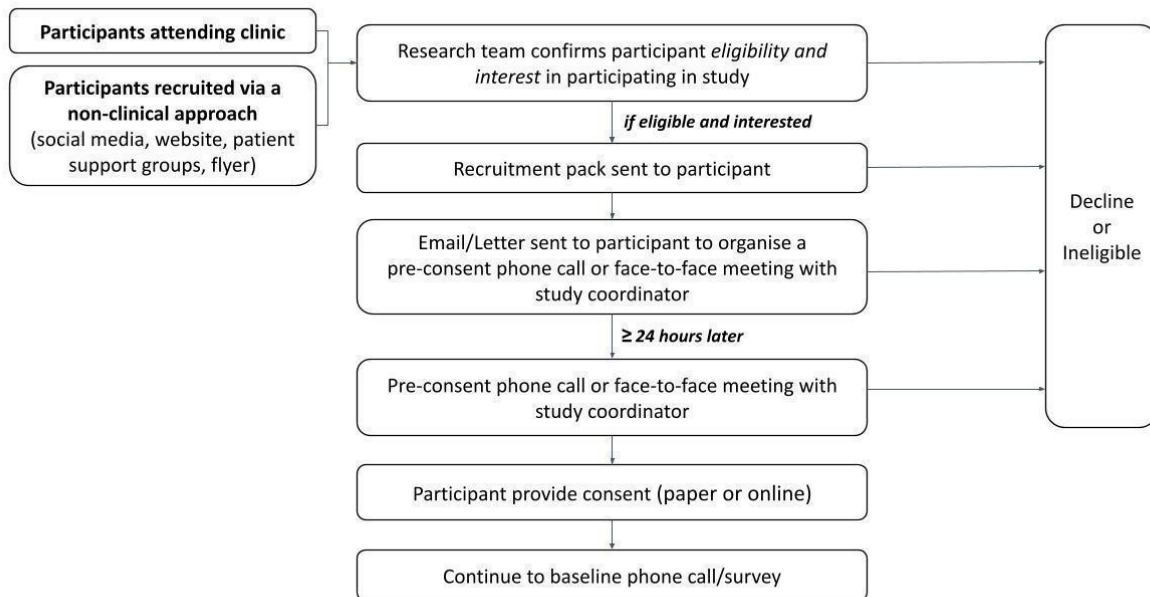 Participants attending clinic
Participants recruited via a
non-clinical approach
(social media, website, patient
support groups, flyer)
Research team confirms participant eligibility and
interest in participating in study
if eligible and interested
Recruitment pack sent to participant
Email/Letter sent to participant to organise a
pre-consent phone call or face-to-face meeting with
study coordinator
≥ 24 hours later
Pre-consent phone call or face-to-face meeting with
study coordinator
Participant provide consent (paper or online)
Continue to baseline phone call/survey
Decline
or
Ineligible